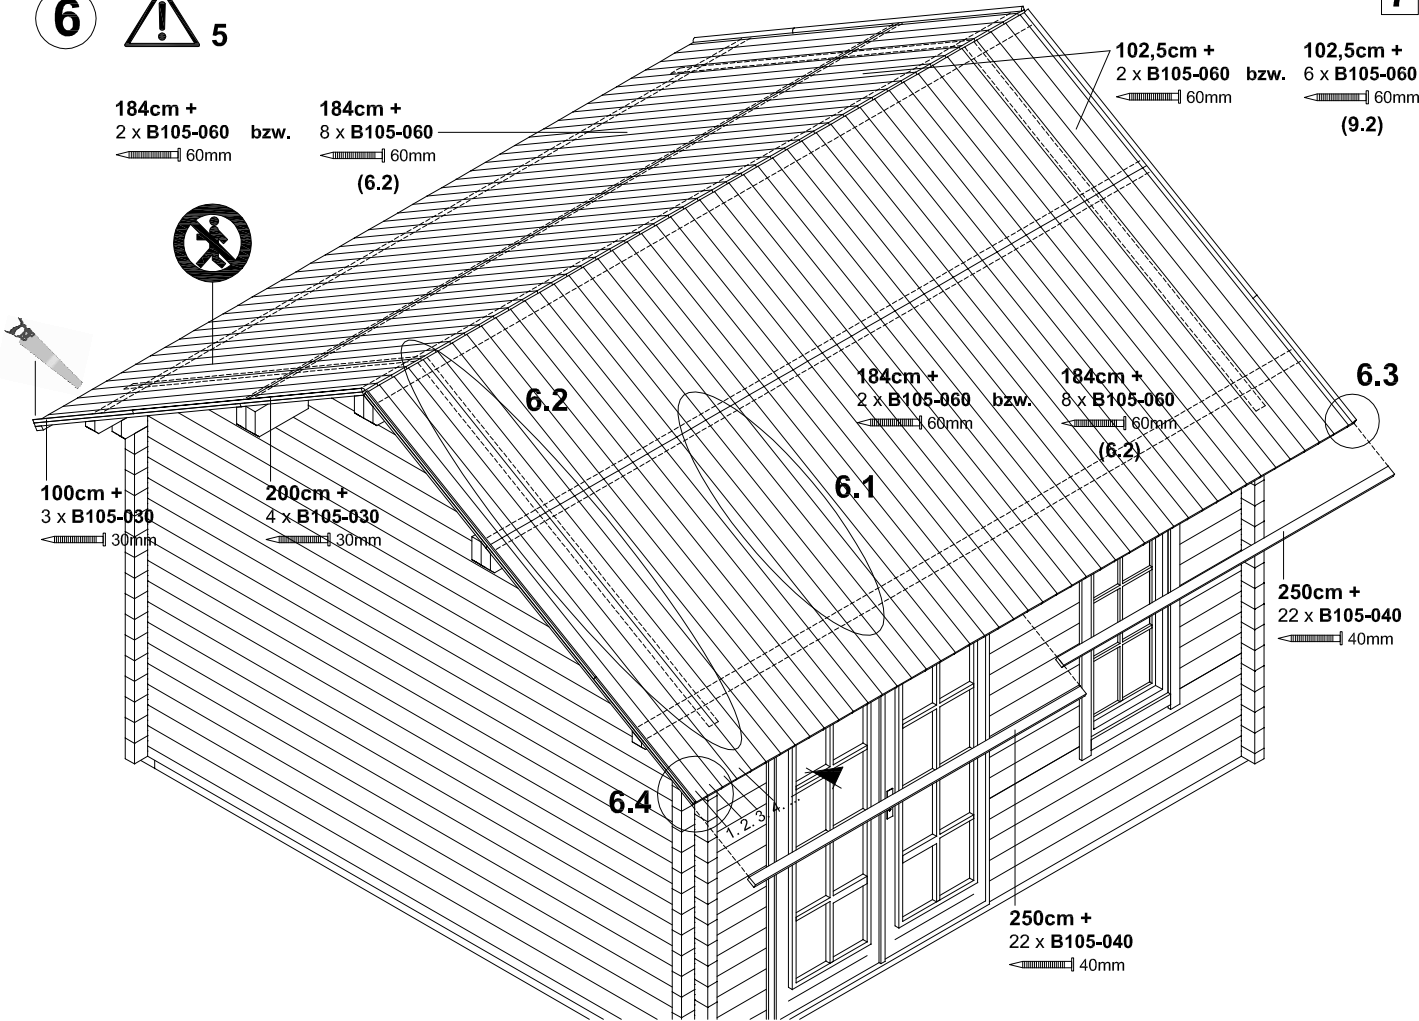 6
5
102,5cm +
2 x B105-060 bzw.
60mm
102,5cm +
6 x B105-060
60mm
(9.2)
184cm +
2 x B105-060 bzw.
60mm
184cm +
8 x B105-060
60mm
(6.2)
6.2
184cm +
2 x B105-060 bzw.
60mm
184cm +
8 x B105-060
60mm
(6.2)
6.3
6.1
100cm +
3 x B105-030
30mm
200cm +
4 x B105-030
30mm
250cm +
22 x B105-040
40mm
6.4
1. 2. 3. 4. ...
250cm +
22 x B105-040
40mm